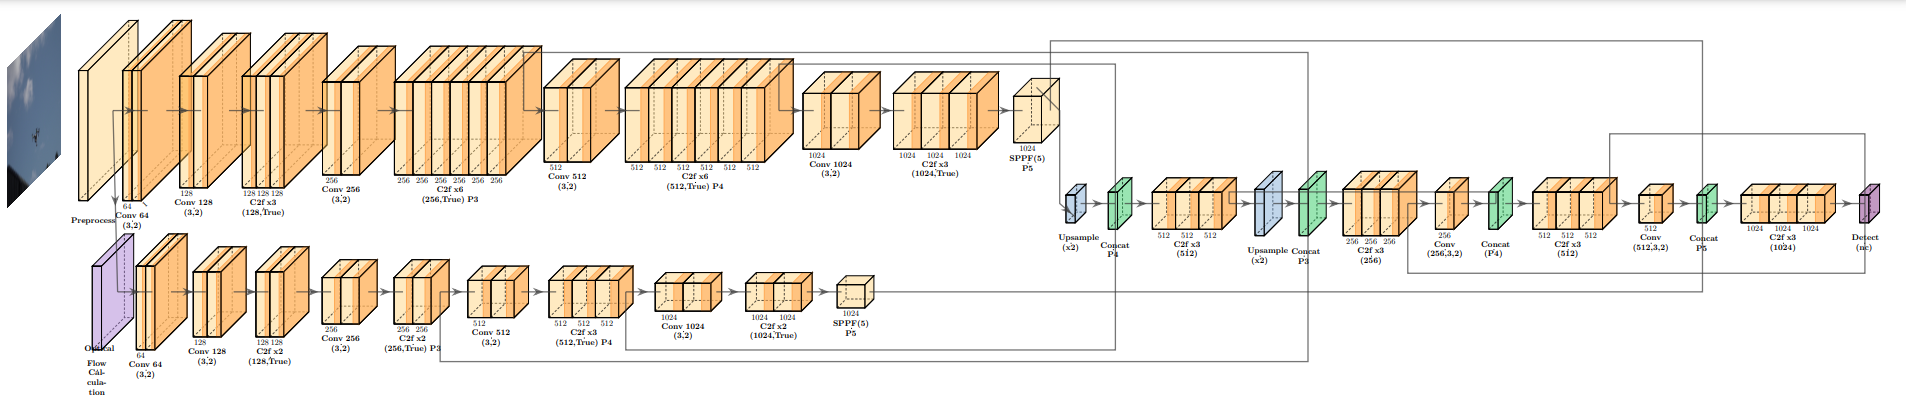 Preprocess
64
Conv 64
(3,2)
128
Conv 128
(3,2)
128 128 128
C2f x3
(128,True)
256
Conv 256
(3,2)
256 256 256 256 256 256
C2f x6
(256,True) P3
512
Conv 512
(3,2)
512 512 512 512 512 512
C2f x6
(512,True) P4
1024
Conv 1024
(3,2)
1024 1024 1024
C2f x3
(1024,True)
1024
SPPF(5)
P5
Upsample
(x2)
Concat
P4
512 512 512
C2f x3
(512)
Upsample
(x2)
Concat
P3
256 256 256
C2f x3
(256)
256
Conv
(256,3,2)
Concat
(P4)
512 512 512
C2f x3
(512)
512
Conv
(512,3,2)
Concat
P5
1024 1024 1024
C2f x3
(1024)
Detect
(nc)
Optical
Flow
Cal-
cula-
tion
64
Conv 64
(3,2)
128
Conv 128
(3,2)
128 128
C2f x2
(128,True)
256
Conv 256
(3,2)
256 256
C2f x2
(256,True) P3
512
Conv 512
(3,2)
512 512 512
C2f x3
(512,True) P4
1024
Conv 1024
(3,2)
1024 1024
C2f x2
(1024,True)
1024
SPPF(5)
P5